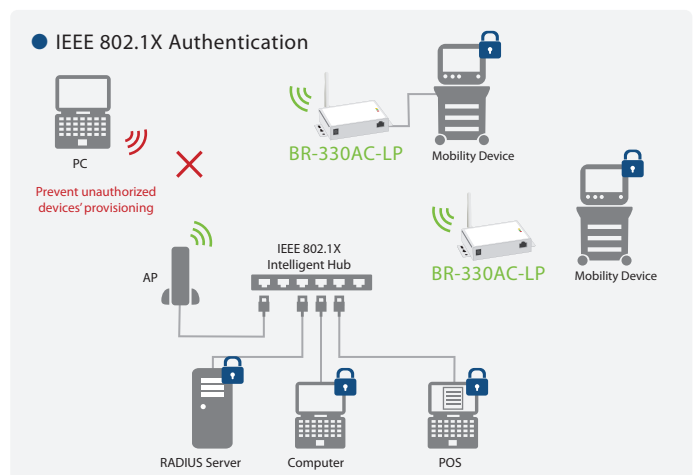 IEEE 802.1X Authentication
PC
Prevent unauthorized
devices' provisioning
BR-330AC-LP
Mobility Device
BR-330AC-LP
Mobility Device
AP
IEEE 802.1X
Intelligent Hub
RADIUS Server
Computer
POS